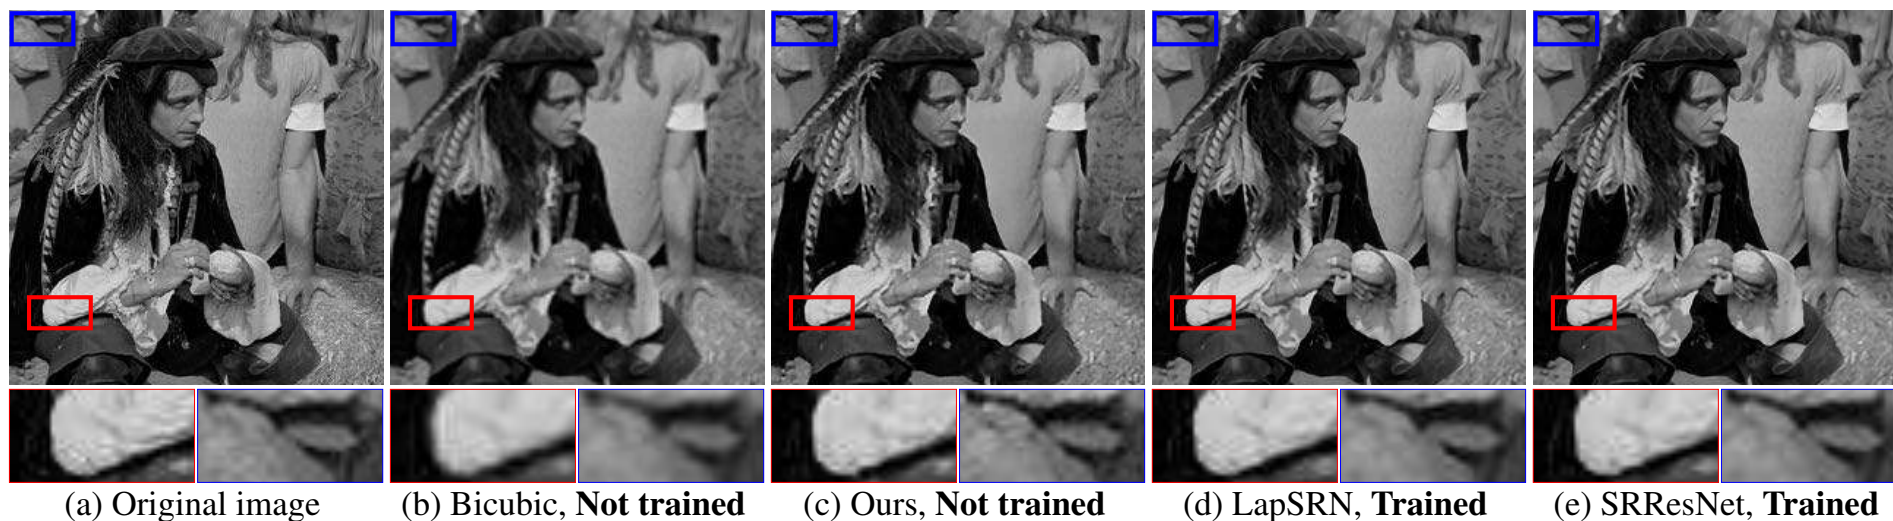 (a) Original image
(b) Bicubic, Not trained
(c) Ours, Not trained
(d) LapSRN, Trained
(e) SRResNet, Trained